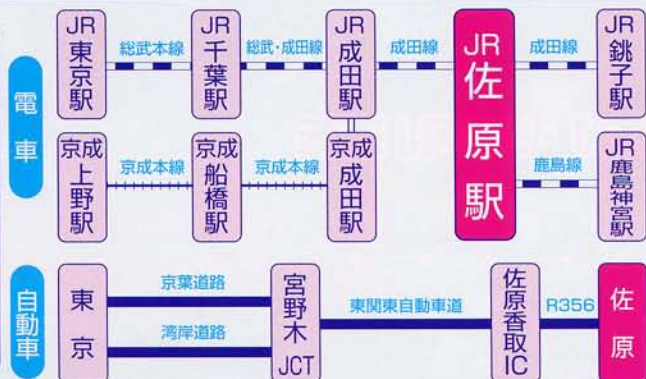 電車
JR東京駅
総武本線
JR千葉駅
総武・成田線
JR成田駅
成田線
JR佐原駅
成田線
JR銚子駅
京成上野駅
京成本線
京成船橋駅
京成本線
京成成田駅
鹿島線
JR鹿島神宮駅
自動車
東京
京葉道路
湾岸道路
宮野木JCT
東関東自動車道
佐原香取IC
R356
佐原